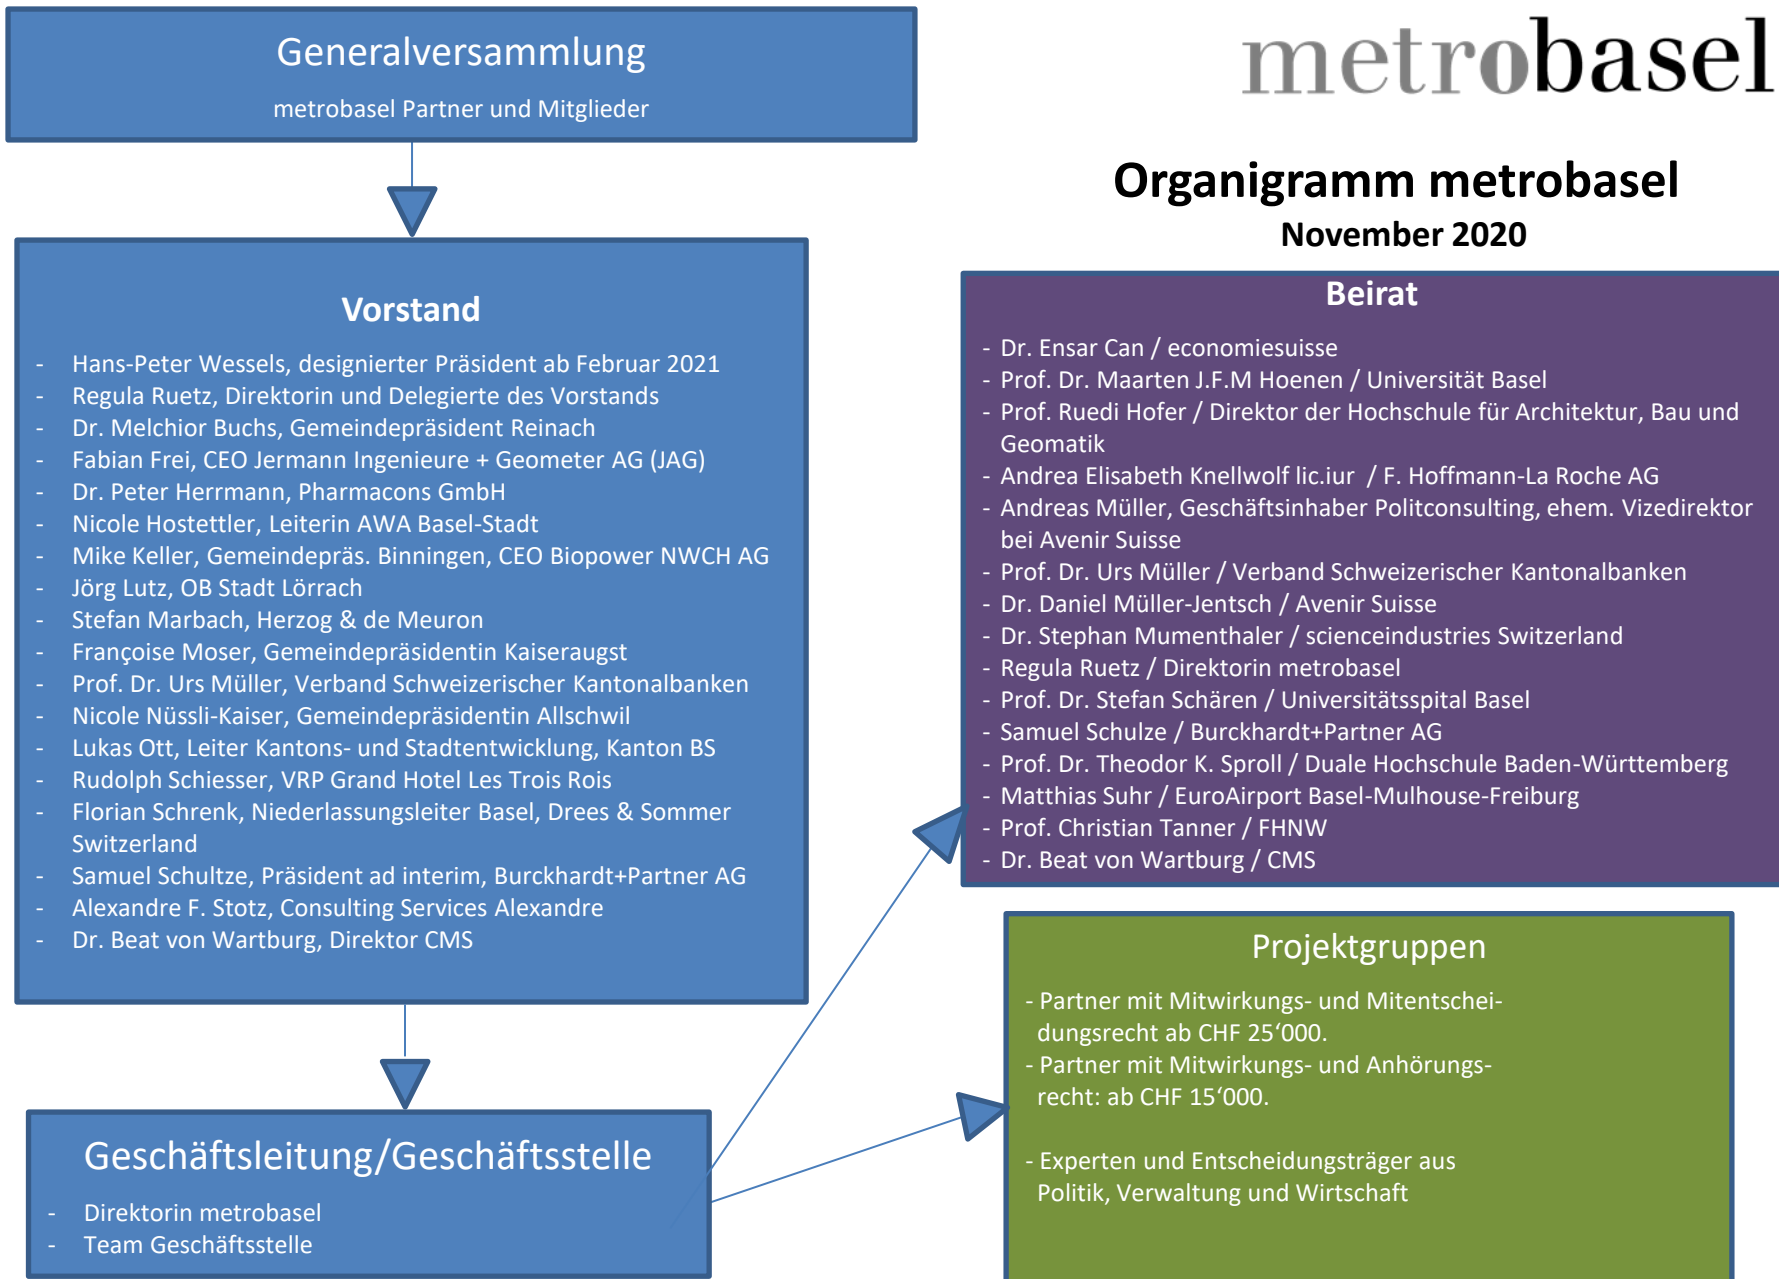 Generalversammlung
metrobasel Partner und Mitglieder
metrobasel
Organigramm metrobasel
November 2020
Vorstand
- Hans-Peter Wessels, designierter Präsident ab Februar 2021
- Regula Ruetz, Direktorin und Delegierte des Vorstands
- Dr. Melchior Buchs, Gemeindepräsident Reinach
- Fabian Frei, CEO Jermann Ingenieure + Geometer AG (JAG)
- Dr. Peter Herrmann, Pharmacons GmbH
- Nicole Hostettler, Leiterin AWA Basel-Stadt
- Mike Keller, Gemeindepräs. Binningen, CEO Biopower NWCH AG
- Jörg Lutz, OB Stadt Lörrach
- Stefan Marbach, Herzog & de Meuron
- Françoise Moser, Gemeindepräsidentin Kaiseraugst
- Prof. Dr. Urs Müller, Verband Schweizerischer Kantonalbanken
- Nicole Nüssli-Kaiser, Gemeindepräsidentin Allschwil
- Lukas Ott, Leiter Kantons- und Stadtentwicklung, Kanton BS
- Rudolph Schiesser, VRP Grand Hotel Les Trois Rois
- Florian Schrenk, Niederlassungsleiter Basel, Drees & Sommer
Switzerland
- Samuel Schultze, Präsident ad interim, Burckhardt+Partner AG
- Alexandre F. Stotz, Consulting Services Alexandre
- Dr. Beat von Wartburg, Direktor CMS
Beirat
- Dr. Ensar Can / economiesuisse
- Prof. Dr. Maarten J.F.M Hoenen / Universität Basel
- Prof. Ruedi Hofer / Direktor der Hochschule für Architektur, Bau und
Geomatik
- Andrea Elisabeth Knellwolf lic.iur / F. Hoffmann-La Roche AG
- Andreas Müller, Geschäftsinhaber Politconsulting, ehem. Vizedirektor
bei Avenir Suisse
- Prof. Dr. Urs Müller / Verband Schweizerischer Kantonalbanken
- Dr. Daniel Müller-Jentsch / Avenir Suisse
- Dr. Stephan Mumenthaler / scienceindustries Switzerland
- Regula Ruetz / Direktorin metrobasel
- Prof. Dr. Stefan Schären / Universitätsspital Basel
- Samuel Schulze / Burckhardt+Partner AG
- Prof. Dr. Theodor K. Sproll / Duale Hochschule Baden-Württemberg
- Matthias Suhr / EuroAirport Basel-Mulhouse-Freiburg
- Prof. Christian Tanner / FHNW
- Dr. Beat von Wartburg / CMS
Projektgruppen
- Partner mit Mitwirkungs- und Mitentschei-
dungsrecht ab CHF 25‘000.
- Partner mit Mitwirkungs- und Anhörungs-
recht: ab CHF 15‘000.
- Experten und Entscheidungsträger aus
Politik, Verwaltung und Wirtschaft
Geschäftsleitung/Geschäftsstelle
- Direktorin metrobasel
- Team Geschäftsstelle